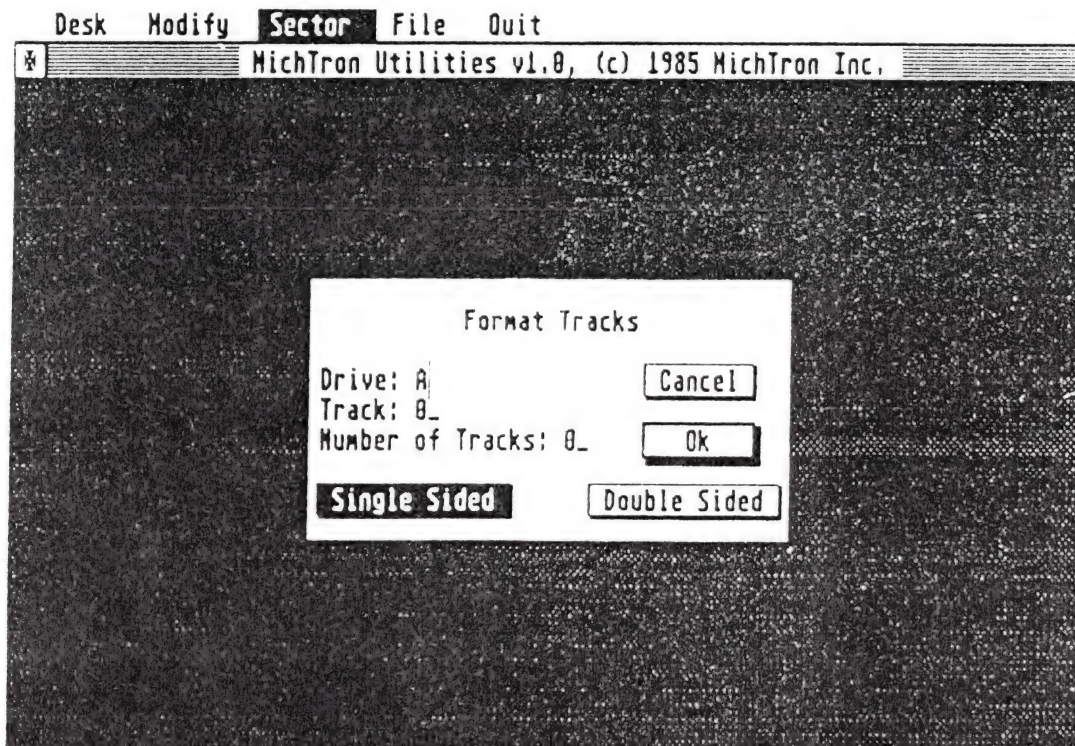 Desk Modify Sector File Quit
MichTron Utilities v1.0, (c) 1985 MichTron Inc.
Format Tracks
Drive: A
Cancel
Track: 0_
Number of Tracks: 0_
Ok
Single Sided
Double Sided